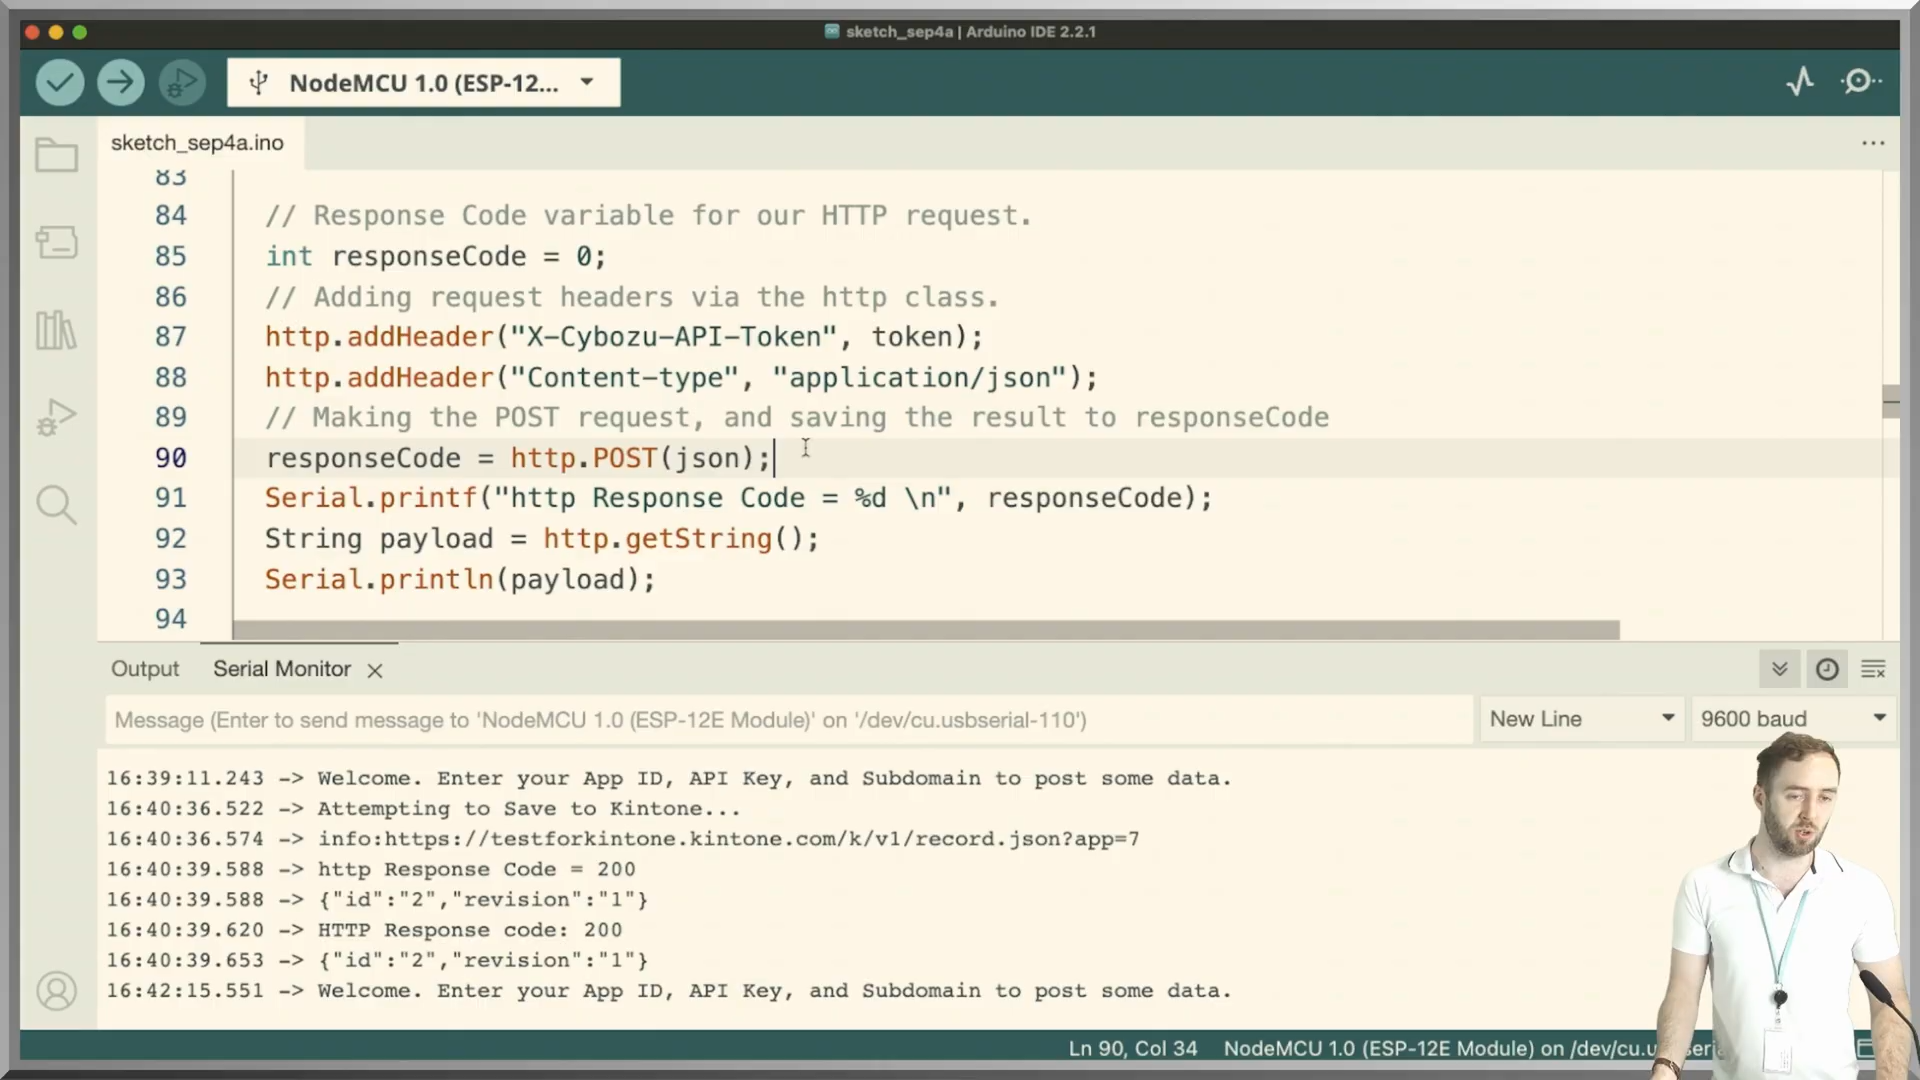 sketch_sep4a | Arduino IDE 2.2.1
NodeMCU 1.0 (ESP-12...
sketch_sep4a.ino
83
84 // Response Code variable for our HTTP request.
85 int responseCode = 0;
86 // Adding request headers via the http class.
87 http.addHeader("X-Cybozu-API-Token", token);
88 http.addHeader("Content-type", "application/json");
89 // Making the POST request, and saving the result to responseCode
90 responseCode = http.POST(json);
91 Serial.printf("http Response Code = %d \n", responseCode);
92 String payload = http.getString();
93 Serial.println(payload);
94
Output Serial Monitor
Message (Enter to send message to 'NodeMCU 1.0 (ESP-12E Module)' on '/dev/cu.usbserial-110') New Line 9600 baud
16:39:11.243 -> Welcome. Enter your App ID, API Key, and Subdomain to post some data.
16:40:36.522 -> Attempting to Save to Kintone...
16:40:36.574 -> info:https://testforkintone.kintone.com/k/v1/record.json?app=7
16:40:39.588 -> http Response Code = 200
16:40:39.588 -> {"id":"2","revision":"1"}
16:40:39.620 -> HTTP Response code: 200
16:40:39.653 -> {"id":"2","revision":"1"}
16:42:15.551 -> Welcome. Enter your App ID, API Key, and Subdomain to post some data.
Ln 90, Col 34 NodeMCU 1.0 (ESP-12E Module) on /dev/cu.